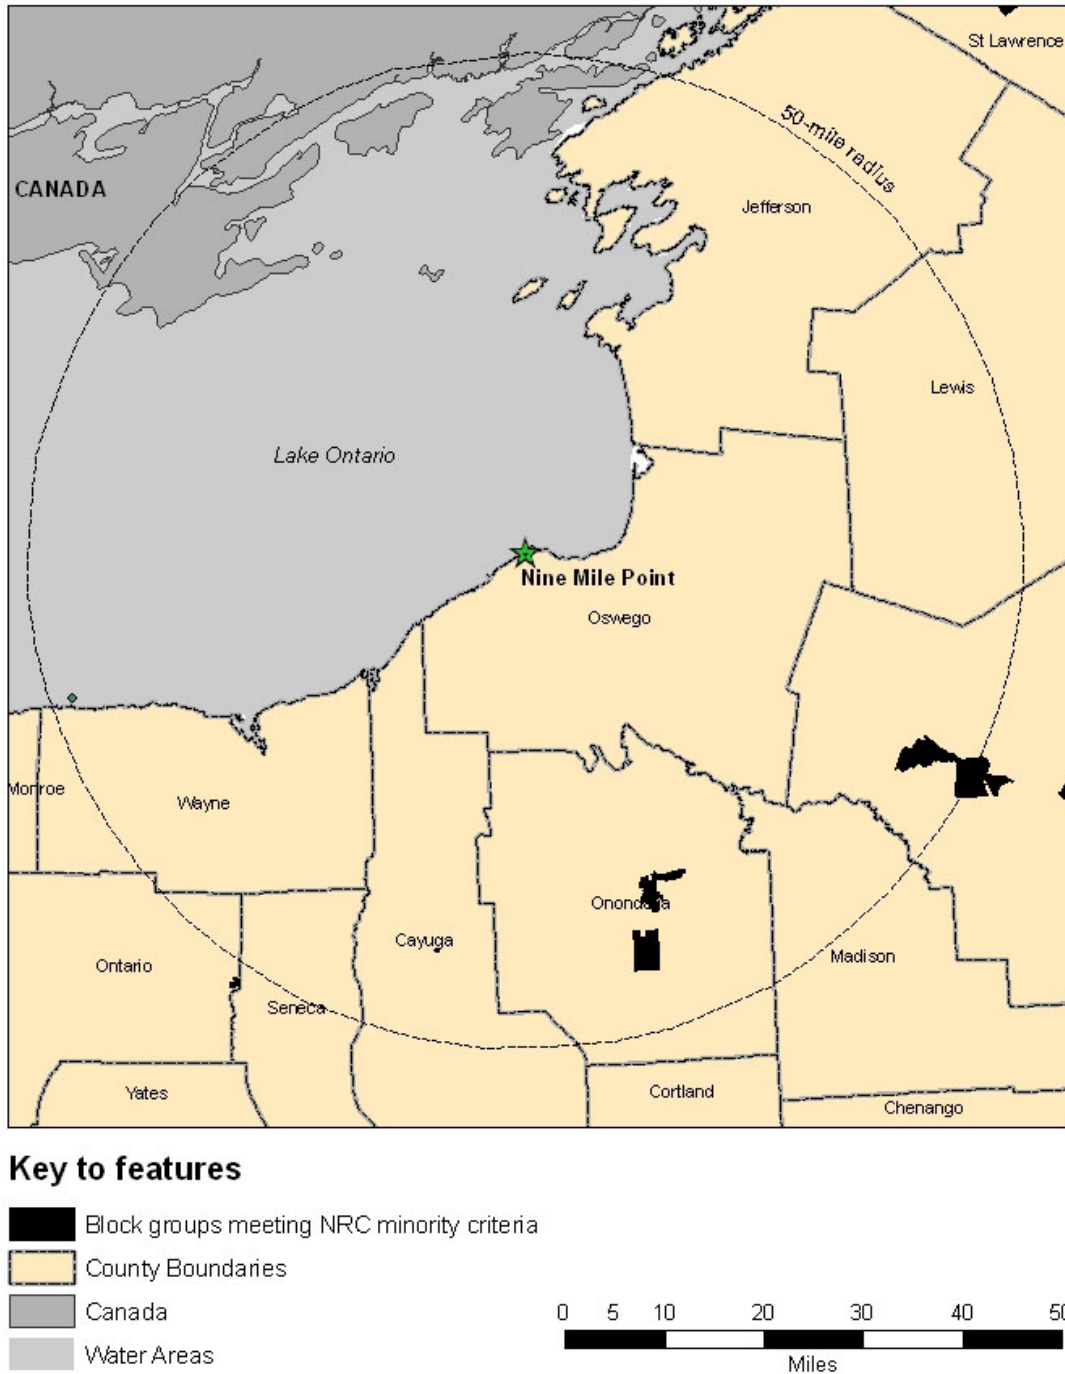 St Lawrence
50-mile radius
CANADA
Jefferson
Lewis
Lake Ontario
Nine Mile Point
Oswego
Monroe
Wayne
Onondaga
Cayuga
Ontario
Madison
Seneca
Yates
Cortland
Chenango
Key to features
Block groups meeting NRC minority criteria
County Boundaries
Canada
0 5 10 20 30 40 50
Water Areas
Miles